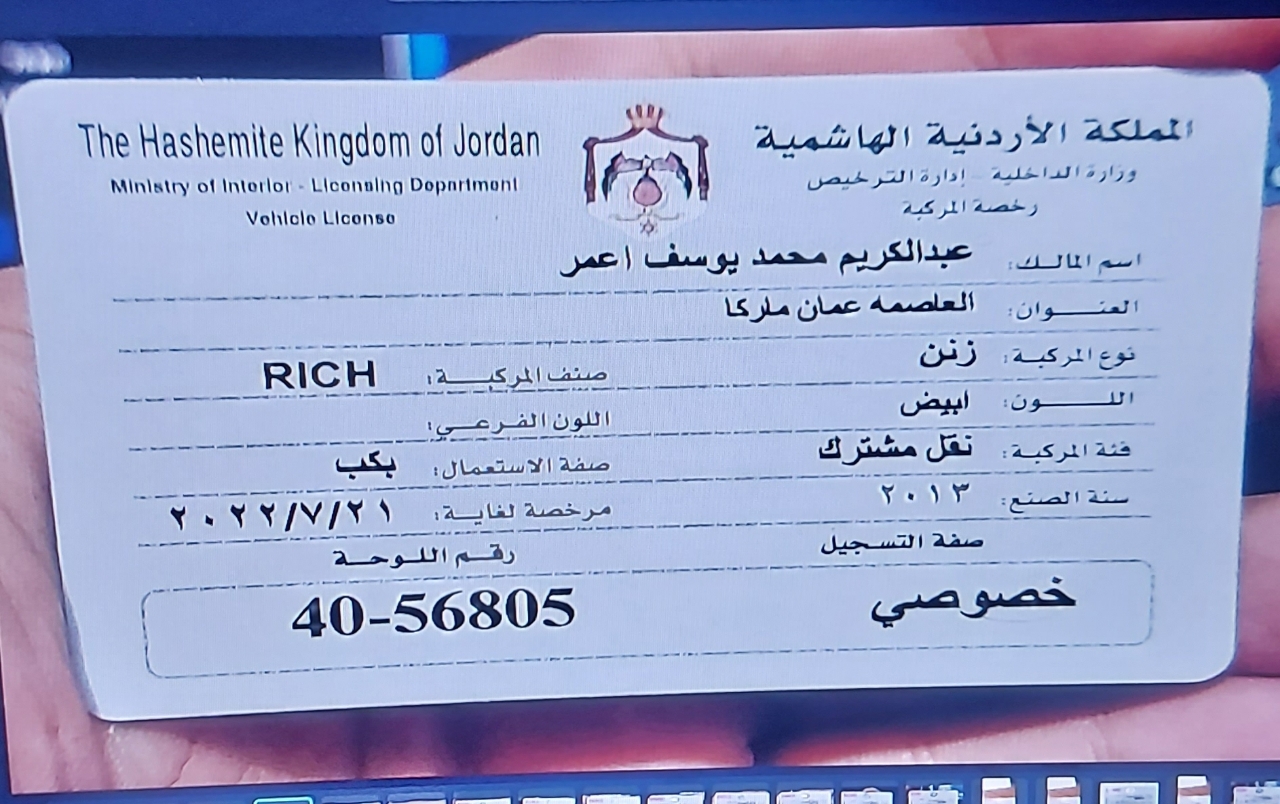 The Hashemite Kingdom of Jordan
المملكة الأردنية الهاشمية
Ministry of Interior - Licensing Department
وزارة الداخلية - إدارة الترخيص
Vehicle License
رخصة المركبة
اسم المالك: عبدالكريم محمد يوسف اعمر
العنوان: العاصمه عمان ماركا
نوع المركبة: زنن
صنف المركبة: RICH
اللون: ابيض
اللون الفرعي:
فئة المركبة: نقل مشترك
صفة الاستعمال: بكب
سنة الصنع: ٢٠١٣
مرخصة لغاية: ٢٠٢٢/٧/٢١
صفة التسجيل
رقم اللوحة
خصوصي
40-56805